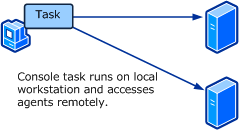 Task
Console task runs on local
workstation and accesses
agents remotely.